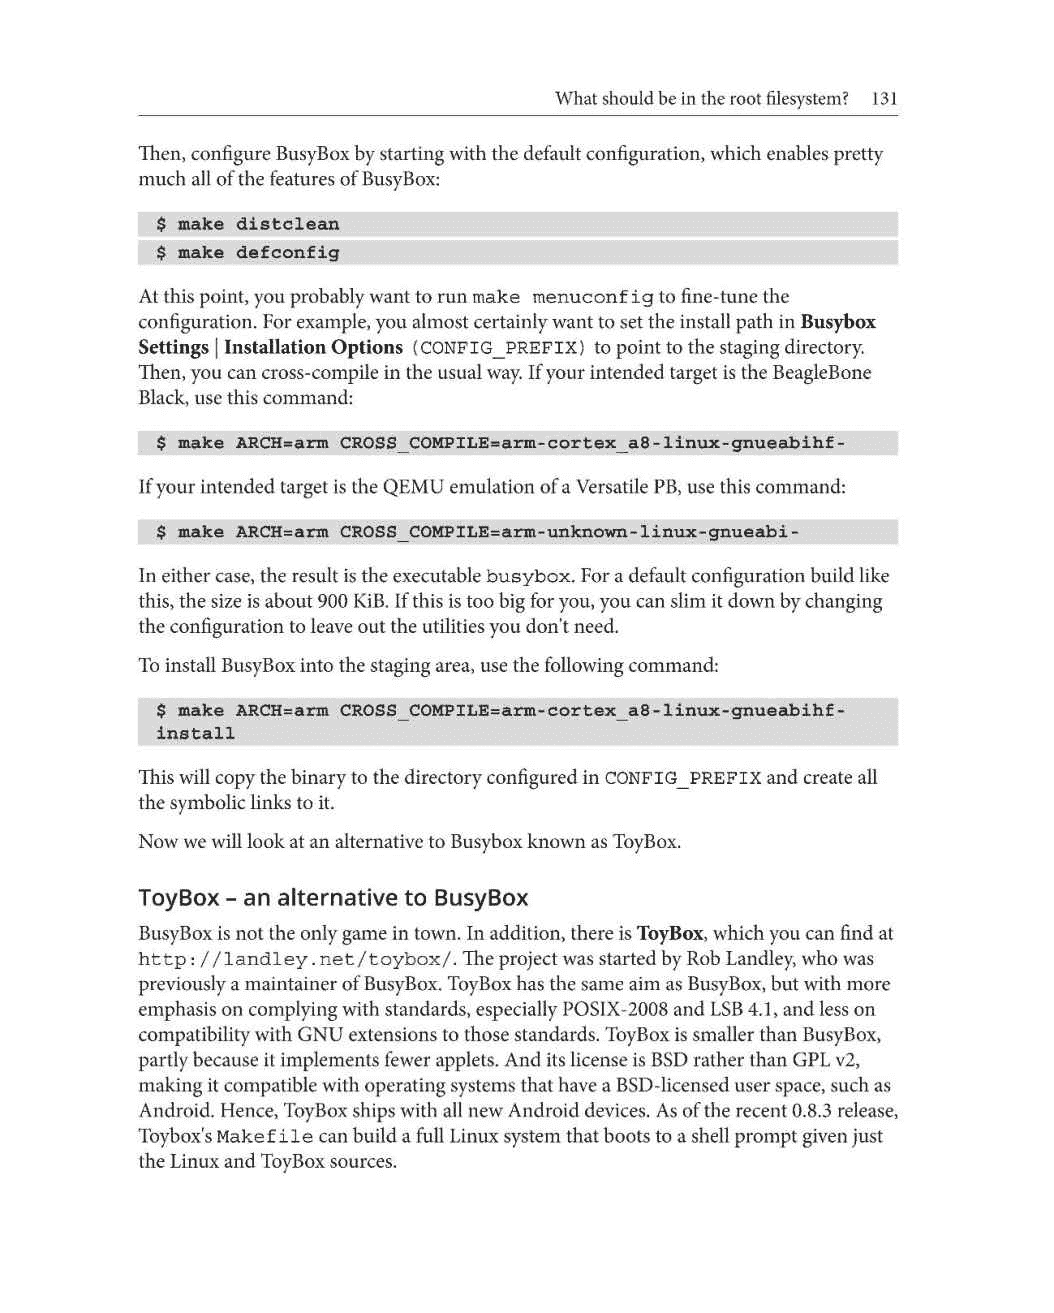 What should be in the root filesystem? 131
Then, configure BusyBox by starting with the default configuration, which enables pretty
much all of the features of BusyBox:
$ make distclean
$ make defconfig
At this point, you probably want to run make menuconfig to fine-tune the
configuration. For example, you almost certainly want to set the install path in Busybox
Settings | Installation Options (CONFIG_PREFIX) to point to the staging directory.
Then, you can cross-compile in the usual way. If your intended target is the BeagleBone
Black, use this command:
$ make ARCH=arm CROSS_COMPILE=arm-cortex_a8-linux-gnueabihf-
If your intended target is the QEMU emulation of a Versatile PB, use this command:
$ make ARCH=arm CROSS_COMPILE=arm-unknown-linux-gnueabi-
In either case, the result is the executable busybox. For a default configuration build like
this, the size is about 900 KiB. If this is too big for you, you can slim it down by changing
the configuration to leave out the utilities you don't need.
To install BusyBox into the staging area, use the following command:
$ make ARCH=arm CROSS_COMPILE=arm-cortex_a8-linux-gnueabihf-
install
This will copy the binary to the directory configured in CONFIG_PREFIX and create all
the symbolic links to it.
Now we will look at an alternative to Busybox known as ToyBox.
ToyBox – an alternative to BusyBox
BusyBox is not the only game in town. In addition, there is ToyBox, which you can find at
http://landley.net/toybox/. The project was started by Rob Landley, who was
previously a maintainer of BusyBox. ToyBox has the same aim as BusyBox, but with more
emphasis on complying with standards, especially POSIX-2008 and LSB 4.1, and less on
compatibility with GNU extensions to those standards. ToyBox is smaller than BusyBox,
partly because it implements fewer applets. And its license is BSD rather than GPL v2,
making it compatible with operating systems that have a BSD-licensed user space, such as
Android. Hence, ToyBox ships with all new Android devices. As of the recent 0.8.3 release,
Toybox's Makefile can build a full Linux system that boots to a shell prompt given just
the Linux and ToyBox sources.